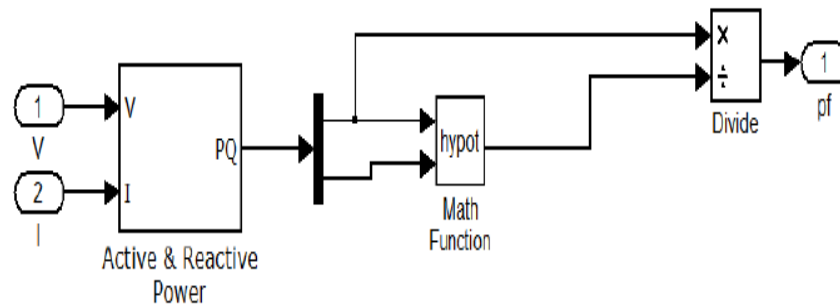 1
V
2
I
V
I
PQ
Active & Reactive
Power
hypot
Math
Function
×
÷
Divide
1
pf